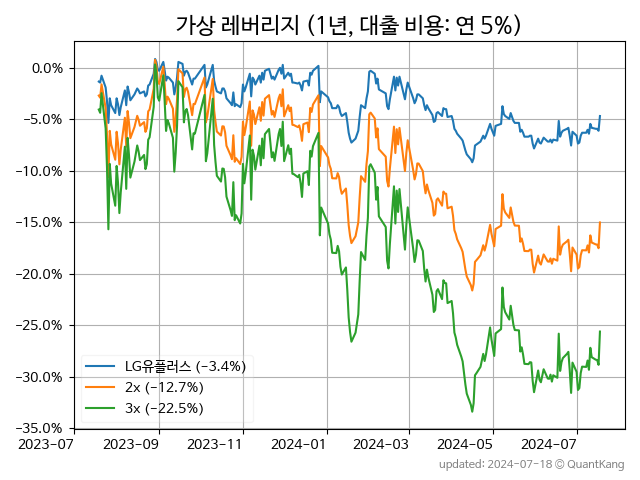 가상 레버리지 (1년, 대출 비용: 연 5%)
0.0%
−5.0%
−10.0%
−15.0%
−20.0%
−25.0%
−30.0%
−35.0%
LG유플러스 (−3.4%)
2x (−12.7%)
3x (−22.5%)
2023-07 2023-09 2023-11 2024-01 2024-03 2024-05 2024-07
updated: 2024-07-18 © QuantKang